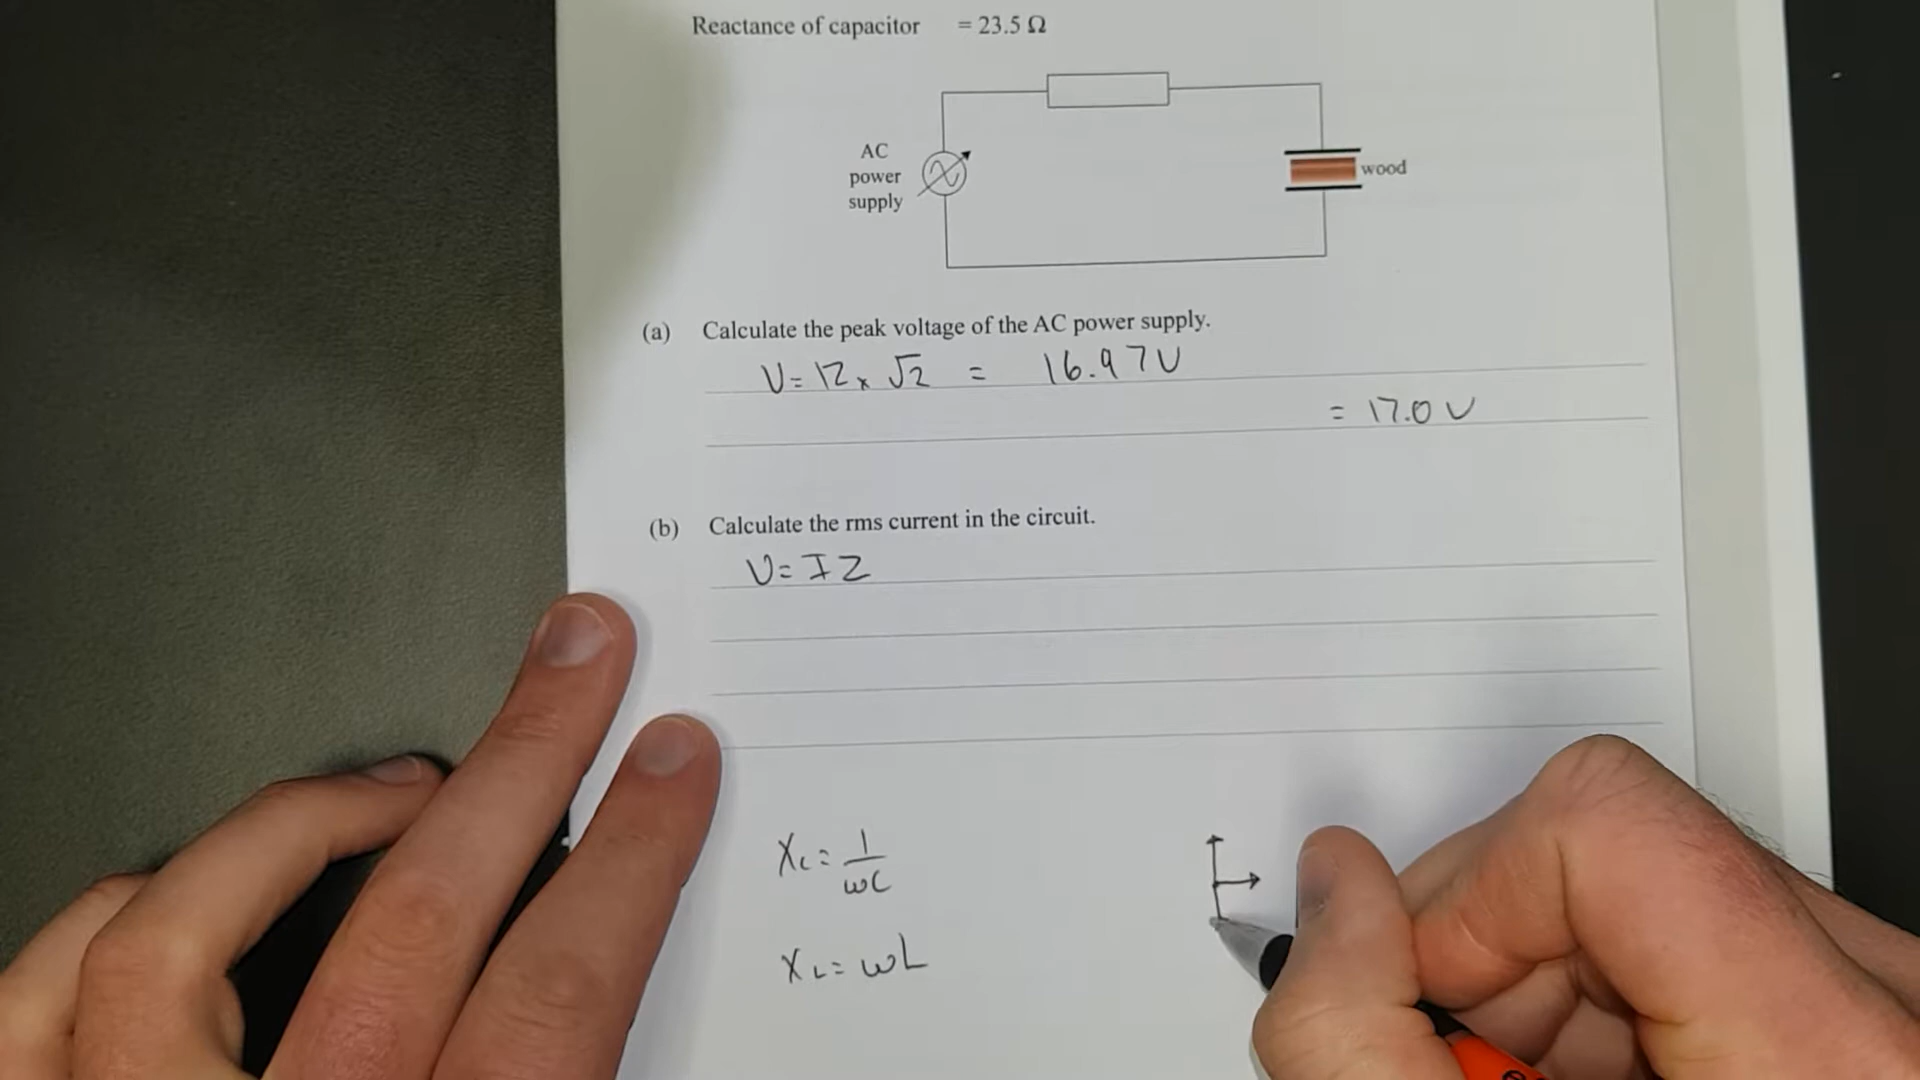 Reactance of capacitor = 23.5 Ω
AC
power
supply
wood
(a) Calculate the peak voltage of the AC power supply.
V = 12 × √2 = 16.97V
= 17.0 V
(b) Calculate the rms current in the circuit.
V = IZ
Xc = 1/ωC
XL = ωL